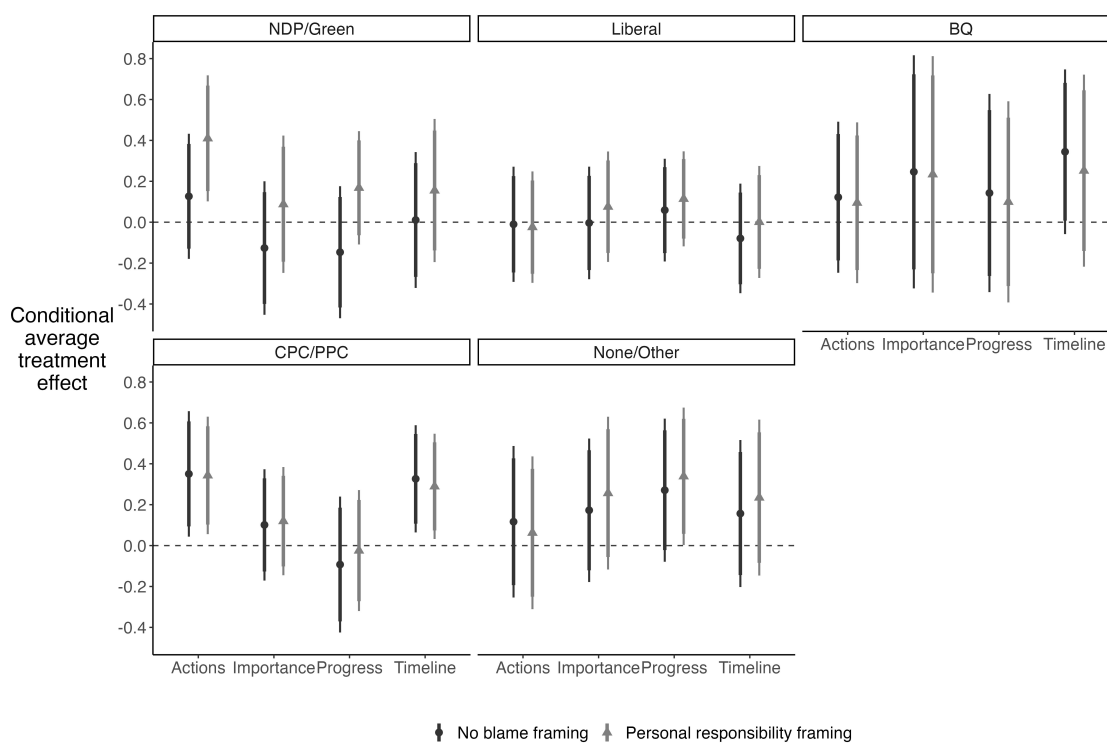 NDP/Green Liberal BQ
0.8
0.6
0.4
0.2
0.0
-0.2
-0.4
Actions Importance Progress Timeline
Conditional
average
treatment
effect
CPC/PPC None/Other
0.8
0.6
0.4
0.2
0.0
-0.2
-0.4
Actions Importance Progress Timeline Actions Importance Progress Timeline
No blame framing Personal responsibility framing